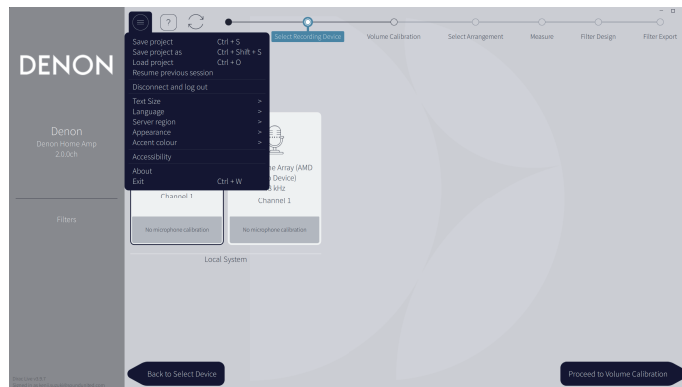 DENON
Denon
Denon Home Amp
2.0.0ch
Filters
?
Select Recording Device
Volume Calibration
Select Arrangement
Measure
Filter Design
Filter Export
Save project Ctrl + S
Save project as Ctrl + Shift + S
Load project Ctrl + O
Resume previous session
Disconnect and log out
Text Size >
Language >
Server region >
Appearance >
Accent colour >
Accessibility
About
Exit Ctrl + W
Channel 1
No microphone calibration
Array (AMD
Device)
kHz
Channel 1
No microphone calibration
Local System
Back to Select Device
Proceed to Volume Calibration